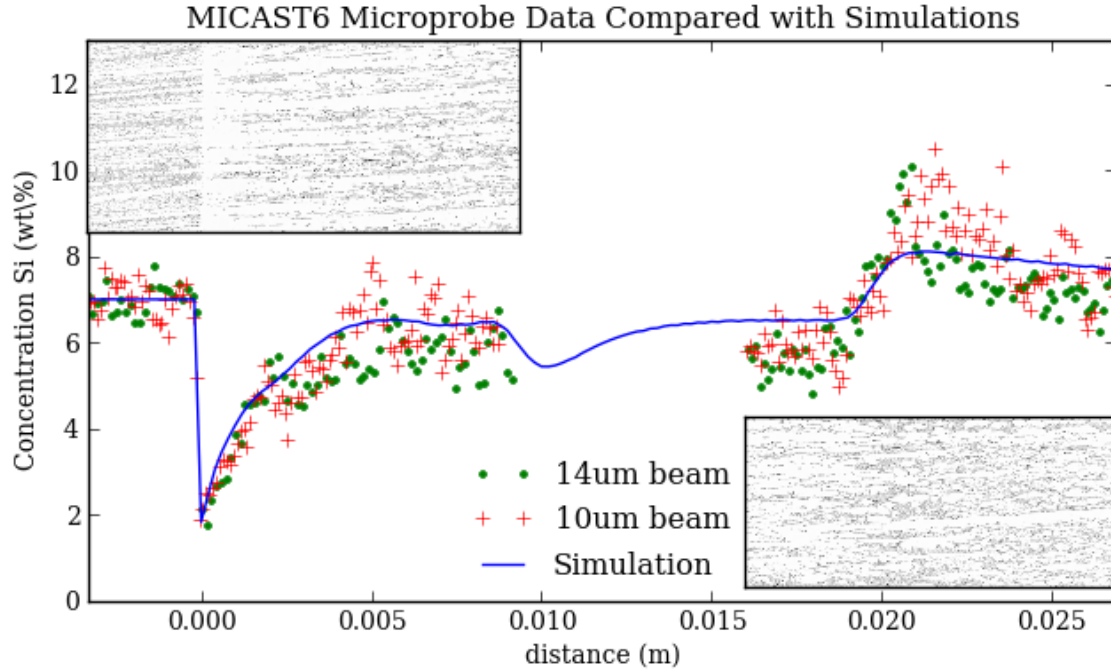 MICAST6 Microprobe Data Compared with Simulations
Concentration Si (wt\%)
12
10
8
6
4
2
0
14um beam
10um beam
Simulation
0.000
0.005
0.010
0.015
0.020
0.025
distance (m)